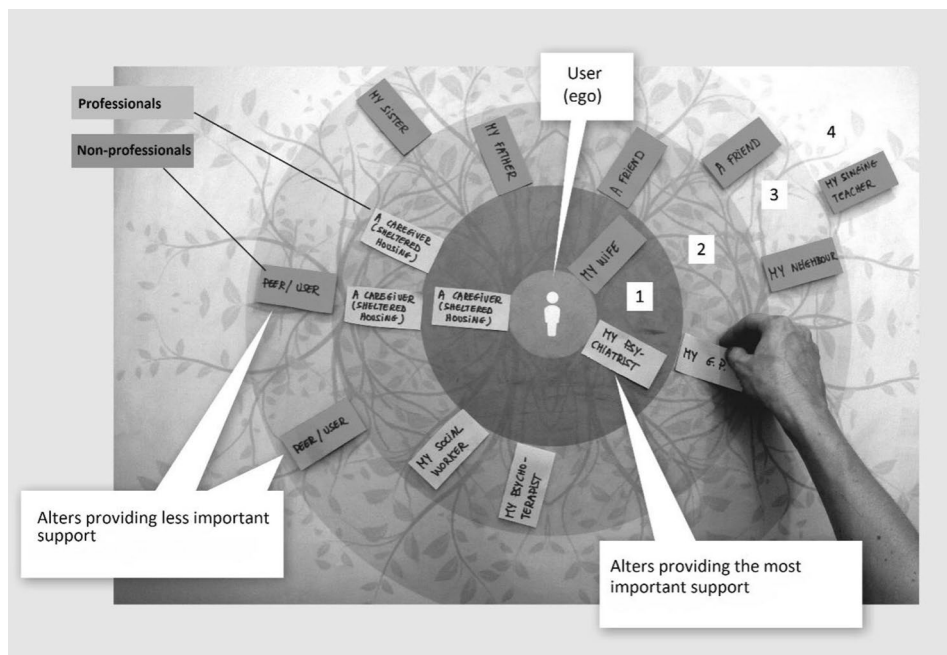 User
(ego)
Professionals
Non-professionals
MY SISTER
MY FATHER
A FRIEND
A FRIEND
4
MY SINGING
TEACHER
3
A CAREGIVER
(SHELTERED
HOUSING)
MY WIFE
2
MY NEIGHBOUR
PEER/USER
A CAREGIVER
(SHELTERED
HOUSING)
A CAREGIVER
(SHELTERED
HOUSING)
1
MY PSY-
CHIATRIST
MY G.P.
PEER/USER
MY SOCIAL
WORKER
MY PSYCHO-
TERAPIST
Alters providing less important
support
Alters providing the most
important support